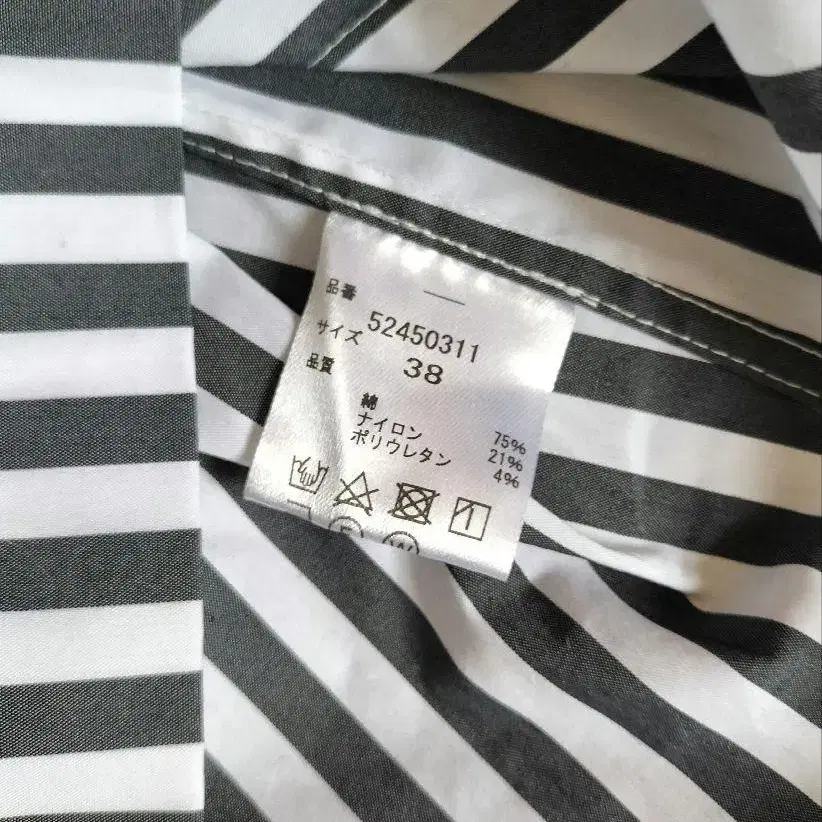 品番 52450311
サイズ 38
品質
綿 75%
ナイロン 21%
ポリウレタン 4%